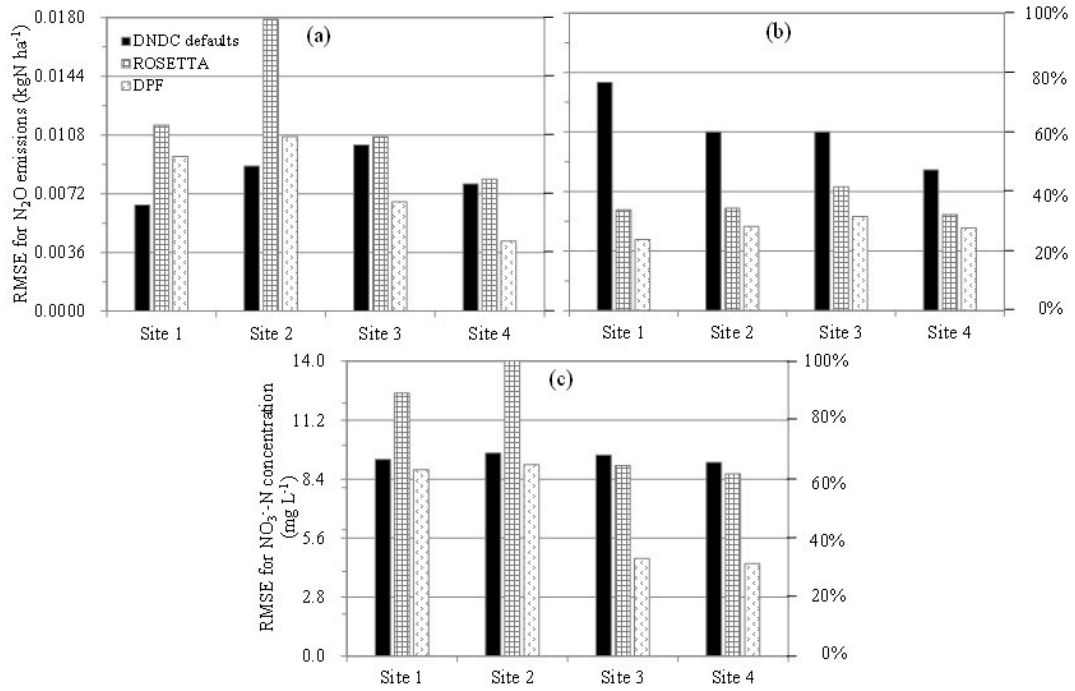 RMSE for N₂O emissions (kgN ha⁻¹)
0.0180
0.0144
0.0108
0.0072
0.0036
0.0000
(a)
DNDC defaults
ROSETTA
DPF
Site 1 Site 2 Site 3 Site 4
(b)
100%
80%
60%
40%
20%
0%
Site 1 Site 2 Site 3 Site 4
RMSE for NO₃⁻-N concentration
(mg L⁻¹)
14.0
11.2
8.4
5.6
2.8
0.0
(c)
100%
80%
60%
40%
20%
0%
Site 1 Site 2 Site 3 Site 4